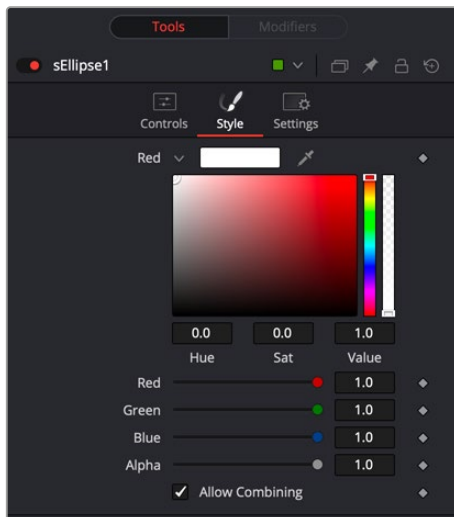 Tools Modifiers
sEllipse1
Controls Style Settings
Red
0.0 0.0 1.0
Hue Sat Value
Red 1.0
Green 1.0
Blue 1.0
Alpha 1.0
Allow Combining